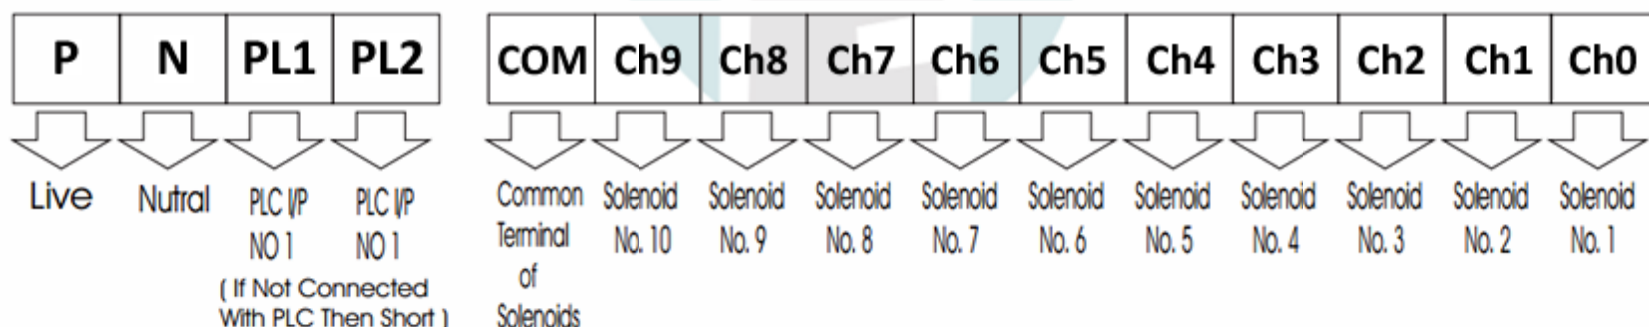 P N PL1 PL2 COM Ch9 Ch8 Ch7 Ch6 Ch5 Ch4 Ch3 Ch2 Ch1 Ch0
Live Nutral PLC I/P PLC I/P Common Solenoid Solenoid Solenoid Solenoid Solenoid Solenoid Solenoid Solenoid Solenoid Solenoid
NO 1 NO 1 Terminal No. 10 No. 9 No. 8 No. 7 No. 6 No. 5 No. 4 No. 3 No. 2 No. 1
( If Not Connected of
With PLC Then Short ) Solenoids